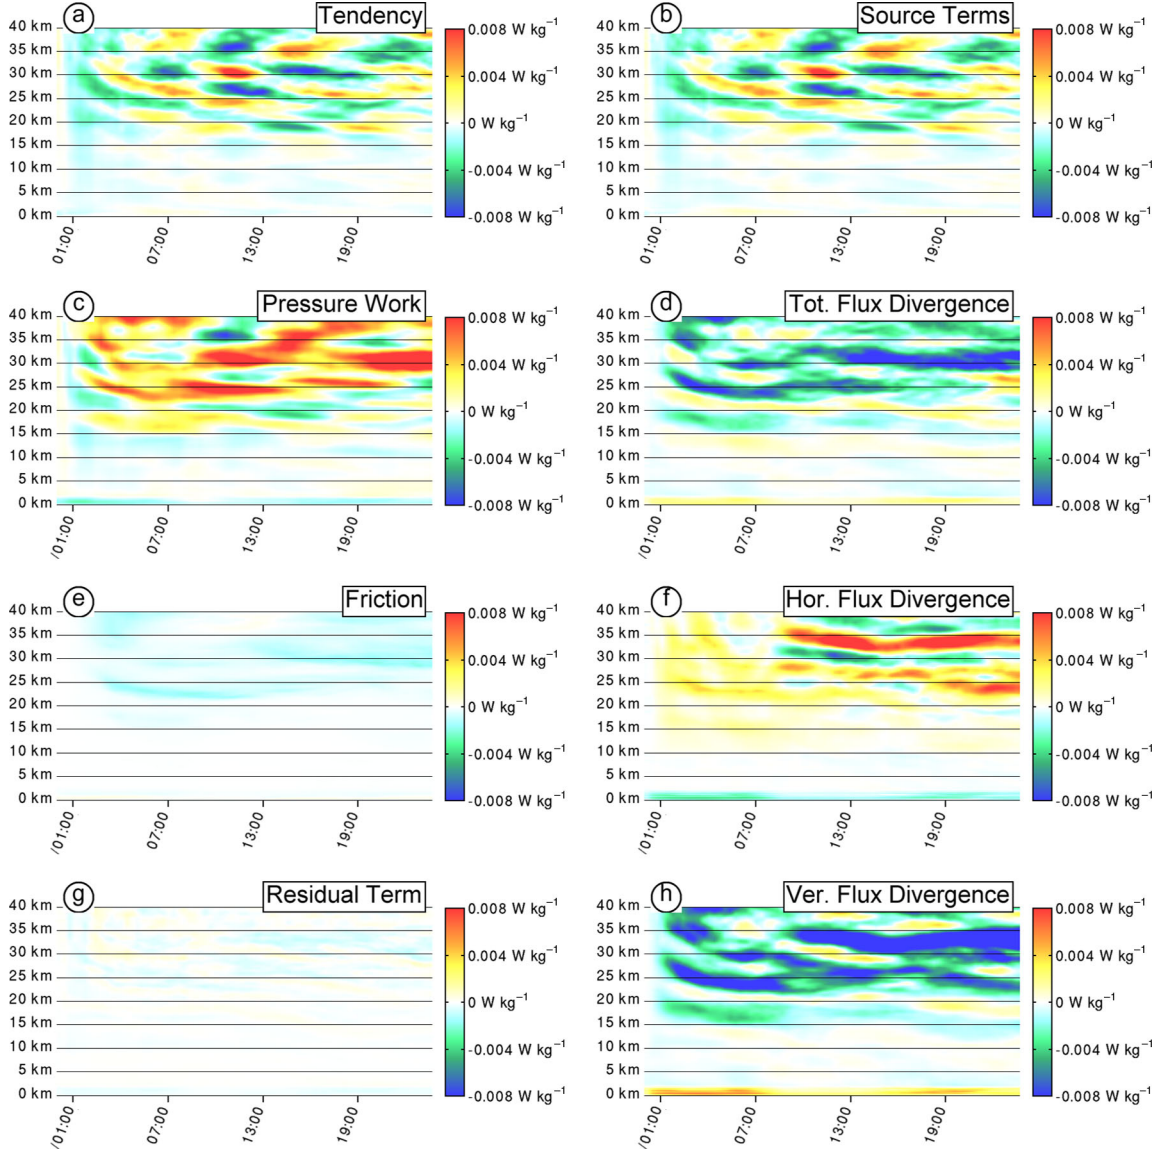 a
Tendency
40 km
35 km
30 km
25 km
20 km
15 km
10 km
5 km
0 km
01:00
07:00
13:00
19:00
0.008 W kg⁻¹
0.004 W kg⁻¹
0 W kg⁻¹
-0.004 W kg⁻¹
-0.008 W kg⁻¹
b
Source Terms
40 km
35 km
30 km
25 km
20 km
15 km
10 km
5 km
0 km
01:00
07:00
13:00
19:00
0.008 W kg⁻¹
0.004 W kg⁻¹
0 W kg⁻¹
-0.004 W kg⁻¹
-0.008 W kg⁻¹
c
Pressure Work
40 km
35 km
30 km
25 km
20 km
15 km
10 km
5 km
0 km
/01:00
07:00
13:00
19:00
0.008 W kg⁻¹
0.004 W kg⁻¹
0 W kg⁻¹
-0.004 W kg⁻¹
-0.008 W kg⁻¹
d
Tot. Flux Divergence
40 km
35 km
30 km
25 km
20 km
15 km
10 km
5 km
0 km
/01:00
07:00
13:00
19:00
0.008 W kg⁻¹
0.004 W kg⁻¹
0 W kg⁻¹
-0.004 W kg⁻¹
-0.008 W kg⁻¹
e
Friction
40 km
35 km
30 km
25 km
20 km
15 km
10 km
5 km
0 km
/01:00
07:00
13:00
19:00
0.008 W kg⁻¹
0.004 W kg⁻¹
0 W kg⁻¹
-0.004 W kg⁻¹
-0.008 W kg⁻¹
f
Hor. Flux Divergence
40 km
35 km
30 km
25 km
20 km
15 km
10 km
5 km
0 km
/01:00
07:00
13:00
19:00
0.008 W kg⁻¹
0.004 W kg⁻¹
0 W kg⁻¹
-0.004 W kg⁻¹
-0.008 W kg⁻¹
g
Residual Term
40 km
35 km
30 km
25 km
20 km
15 km
10 km
5 km
0 km
/01:00
07:00
13:00
19:00
0.008 W kg⁻¹
0.004 W kg⁻¹
0 W kg⁻¹
-0.004 W kg⁻¹
-0.008 W kg⁻¹
h
Ver. Flux Divergence
40 km
35 km
30 km
25 km
20 km
15 km
10 km
5 km
0 km
/01:00
07:00
13:00
19:00
0.008 W kg⁻¹
0.004 W kg⁻¹
0 W kg⁻¹
-0.004 W kg⁻¹
-0.008 W kg⁻¹